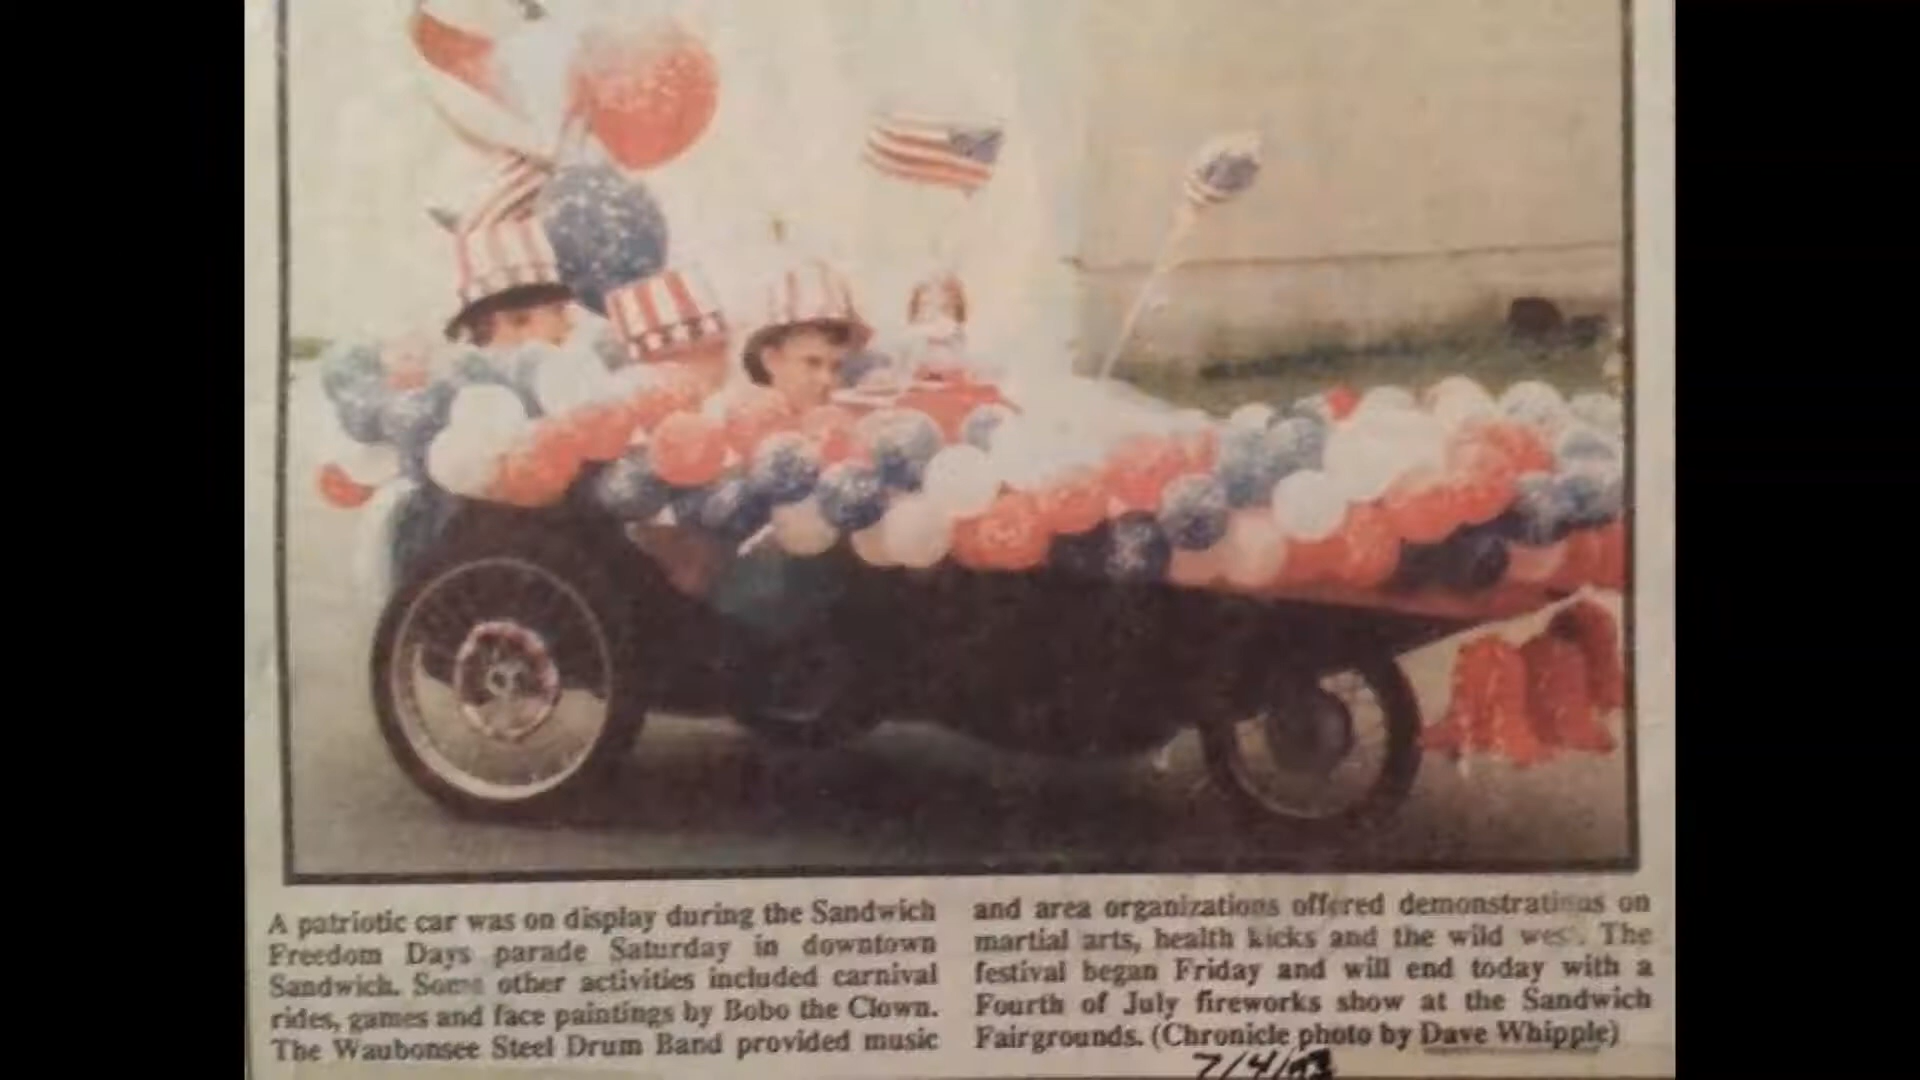 A patriotic car was on display during the Sandwich
Freedom Days parade Saturday in downtown
Sandwich. Some other activities included carnival
rides, games and face paintings by Bobo the Clown.
The Waubonsee Steel Drum Band provided music
and area organizations offered demonstrations on
martial arts, health kicks and the wild west. The
festival began Friday and will end today with a
Fourth of July fireworks show at the Sandwich
Fairgrounds. (Chronicle photo by Dave Whipple)
7/4/93